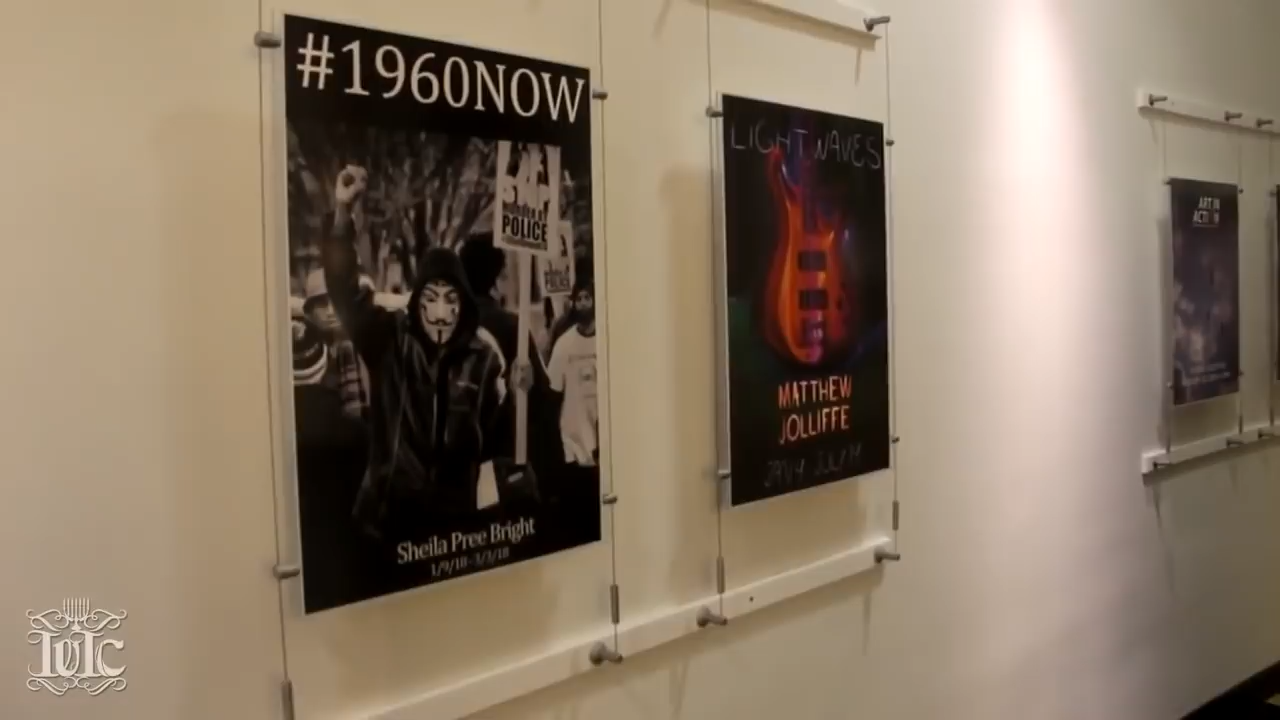 #1960NOW
POLICE
Sheila Pree Bright
1/9/18-3/3/18
LIGHT WAVES
MATTHEW
JOLLIFFE
ART IN
ACTION
IUIC